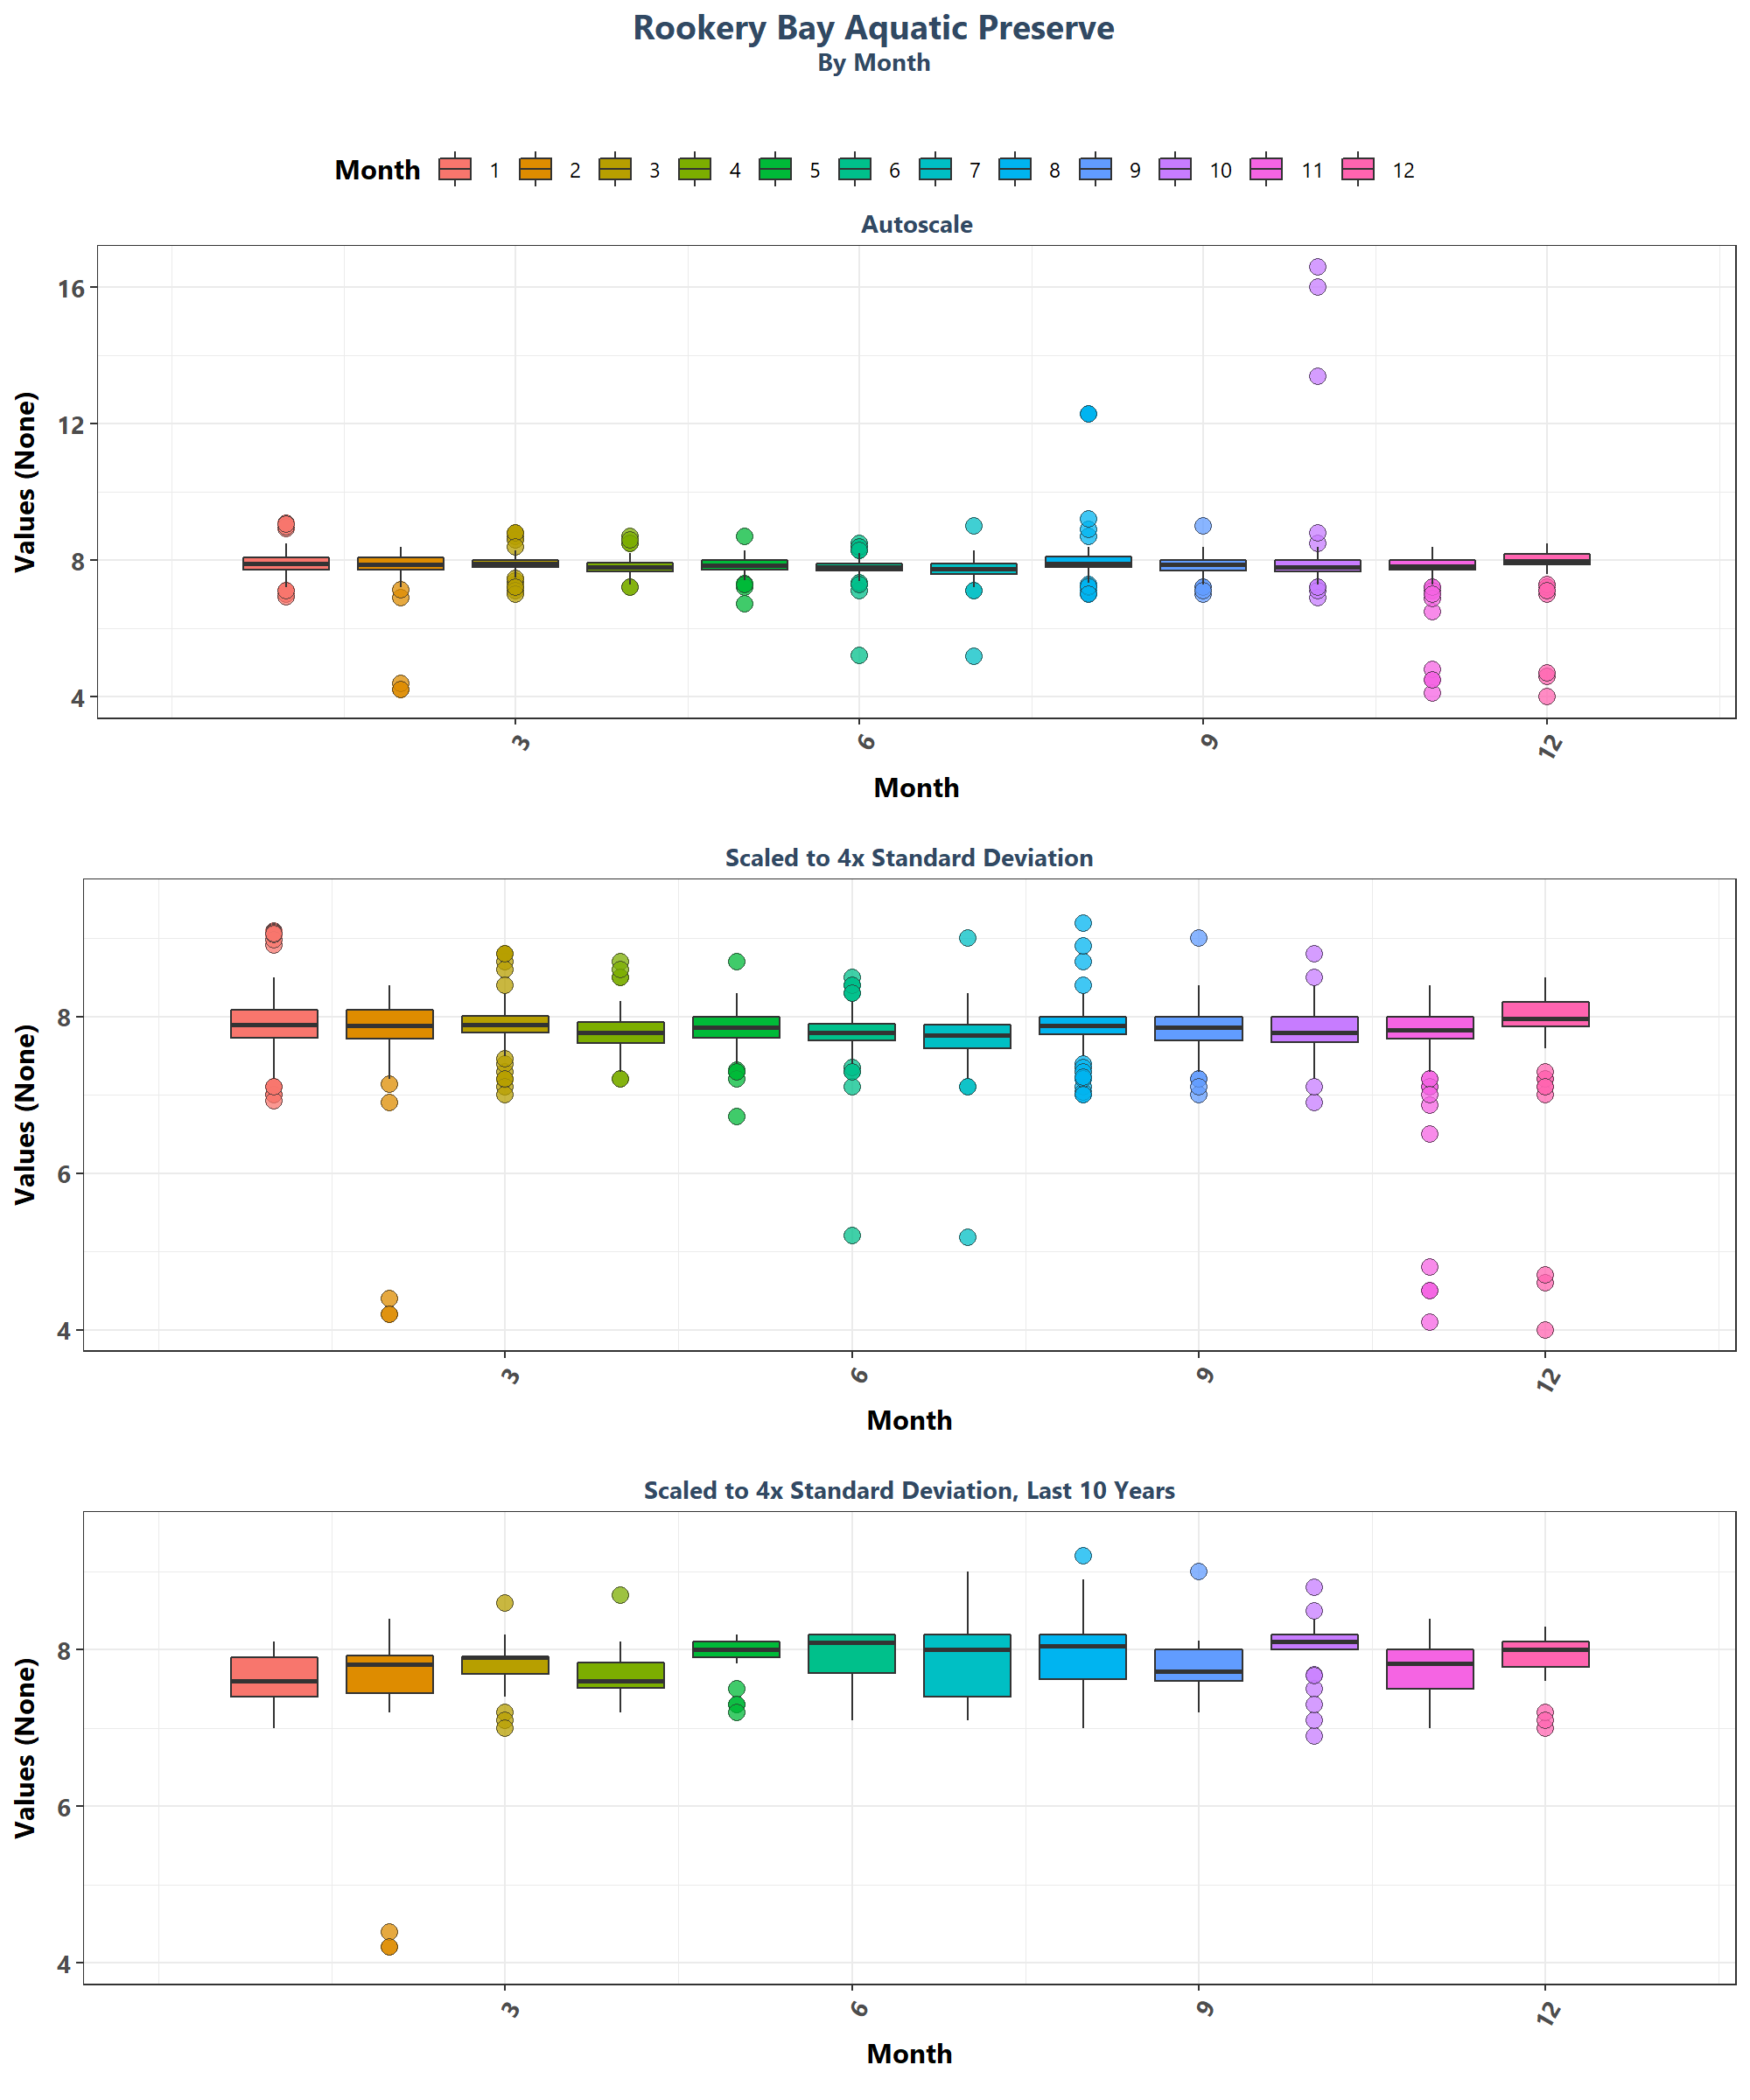 Rookery Bay Aquatic Preserve
By Month
Month 1 2 3 4 5 6 7 8 9 10 11 12
Autoscale
Values (None)
16
12
8
4
3 6 9 12
Month
Scaled to 4x Standard Deviation
Values (None)
8
6
4
3 6 9 12
Month
Scaled to 4x Standard Deviation, Last 10 Years
Values (None)
8
6
4
3 6 9 12
Month